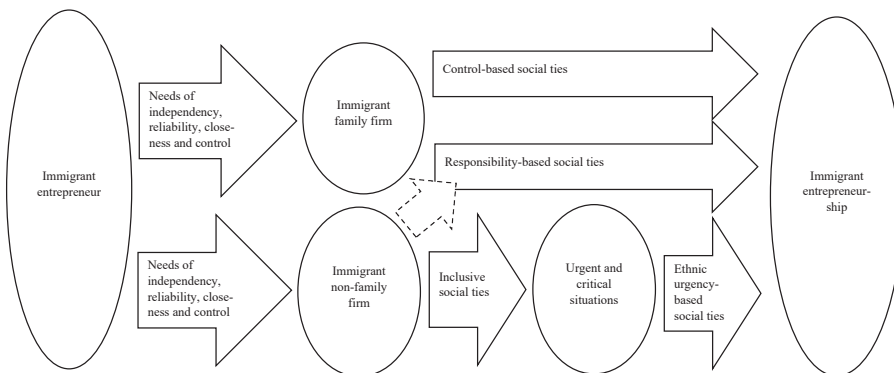 Immigrant
entrepreneur
Needs of
independency,
reliability, close-
ness and control
Immigrant
family firm
Control-based social ties
Responsibility-based social ties
Needs of
independency,
reliability, close-
ness and control
Immigrant
non-family
firm
Inclusive
social ties
Urgent and
critical
situations
Ethnic
urgency-
based
social ties
Immigrant
entrepreneur-
ship